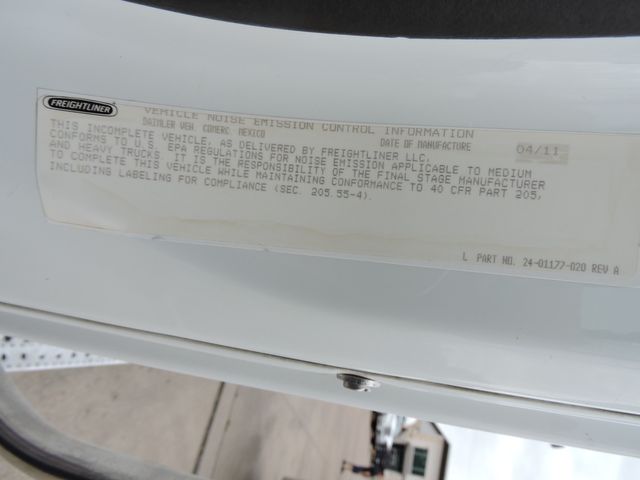 FREIGHTLINER
VEHICLE NOISE EMISSION CONTROL INFORMATION
DAIMLER VEH. COMERC. MEXICO DATE OF MANUFACTURE 04/11
THIS INCOMPLETE VEHICLE, AS DELIVERED BY FREIGHTLINER LLC,
CONFORMS TO U.S. EPA REGULATIONS FOR NOISE EMISSION APPLICABLE TO MEDIUM
AND HEAVY TRUCKS. IT IS THE RESPONSIBILITY OF THE FINAL STAGE MANUFACTURER
TO COMPLETE THIS VEHICLE WHILE MAINTAINING CONFORMANCE TO 40 CFR PART 205,
INCLUDING LABELING FOR COMPLIANCE (SEC. 205.55-4).
L PART NO. 24-01177-020 REV A